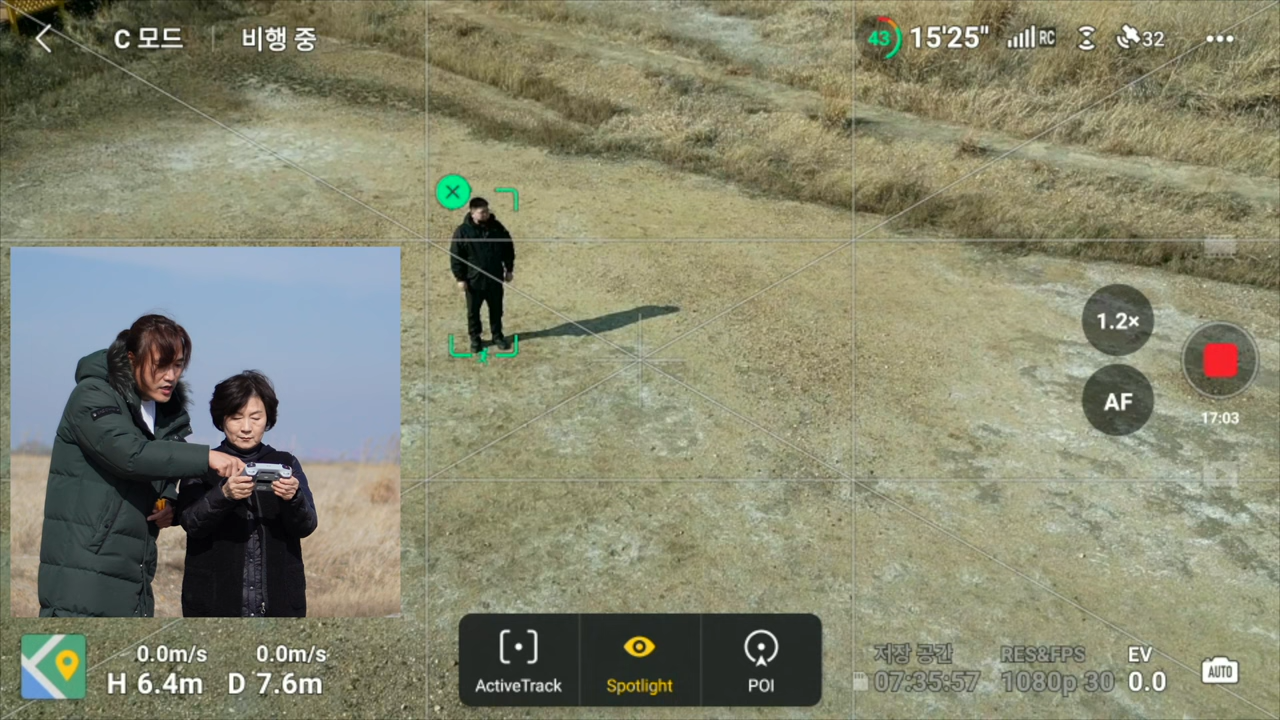 C 모드 | 비행 중
43 15'25" RC 32
1.2×
AF
17:03
0.0m/s 0.0m/s
H 6.4m D 7.6m
ActiveTrack Spotlight POI
저장 공간 RES&FPS EV
07:35:57 1080p 30 0.0
AUTO